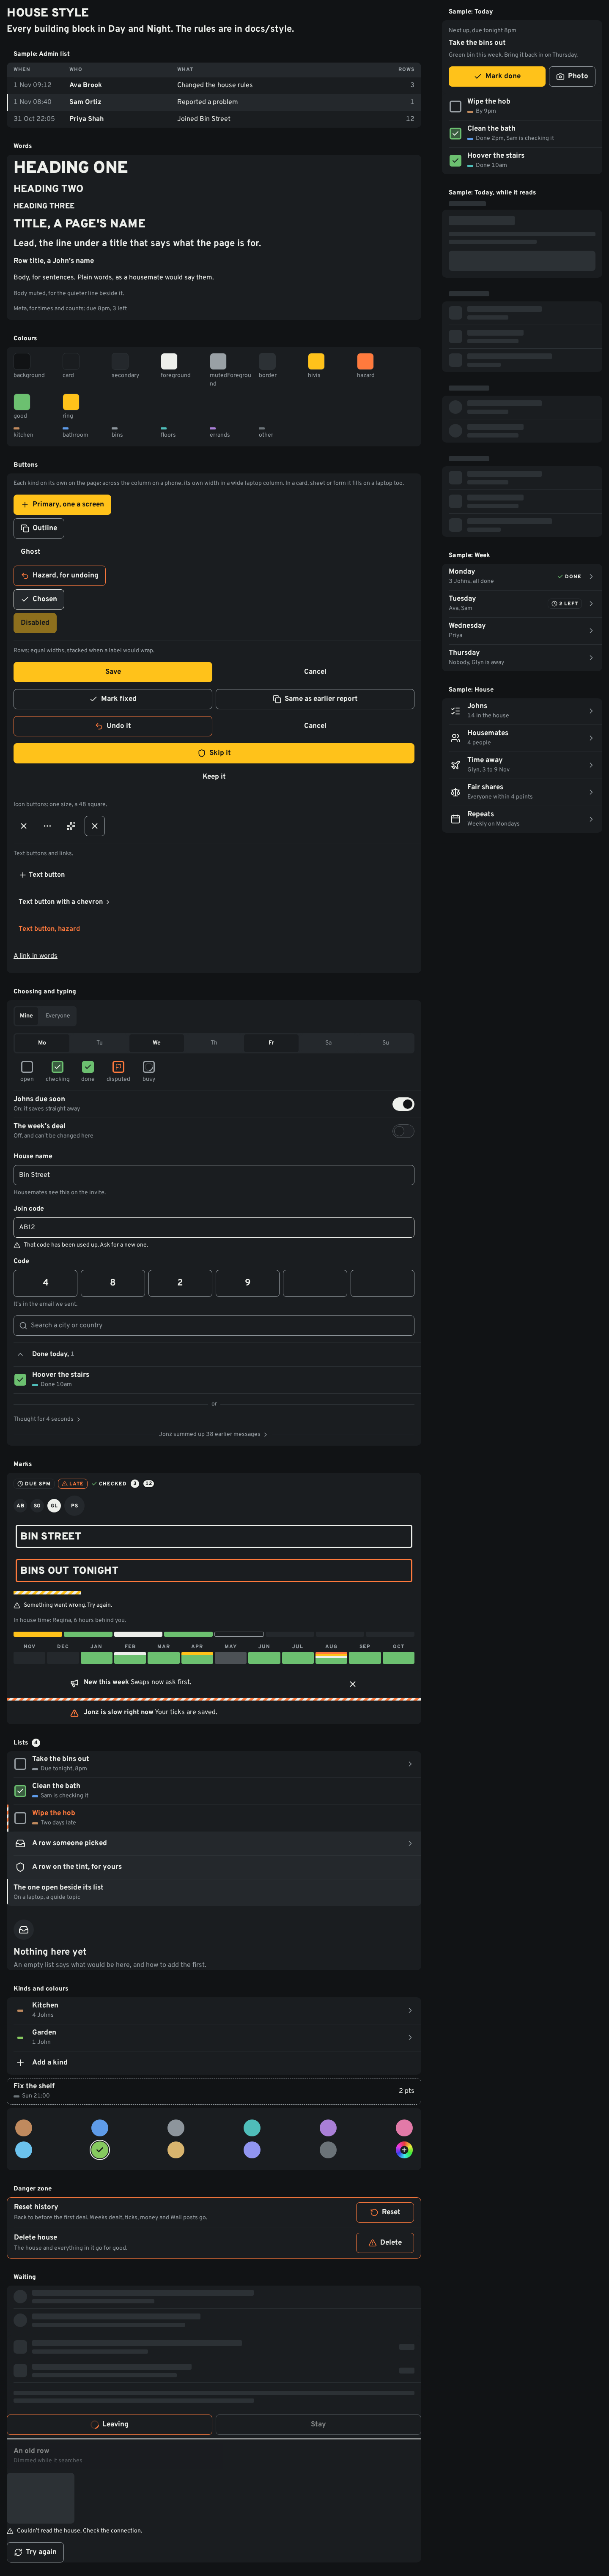 HOUSE STYLE
Every building block in Day and Night. The rules are in docs/style.
Sample: Admin list
WHEN WHO WHAT ROWS
1 Nov 09:12 Ava Brook Changed the house rules 3
1 Nov 08:40 Sam Ortiz Reported a problem 1
31 Oct 22:05 Priya Shah Joined Bin Street 12
Words
HEADING ONE
HEADING TWO
HEADING THREE
TITLE, A PAGE'S NAME
Lead, the line under a title that says what the page is for.
Row title, a John's name
Body, for sentences. Plain words, as a housemate would say them.
Body muted, for the quieter line beside it.
Meta, for times and counts; due 8pm, 3 left
Colours
background card secondary foreground mutedForegrou
nd border hivis hazard
good ring
kitchen bathroom bins floors errands other
Buttons
Each kind on its own on the page: across the column on a phone, its own width in a wide laptop column. In a card, sheet or form it fills on a laptop too.
Primary, one a screen
Outline
Ghost
Hazard, for undoing
Chosen
Disabled
Rows: equal widths, stacked when a label would wrap.
Save Cancel
Mark fixed Same as earlier report
Undo it Cancel
Skip it
Keep it
Icon buttons: one size, a 48 square.
Text buttons and links.
Text button
Text button with a chevron
Text button, hazard
A link in words
Choosing and typing
Mine Everyone
Mo Tu We Th Fr Sa Su
open checking done disputed busy
Johns due soon
On: it saves straight away
The week's deal
Off, and can't be changed here
House name
Bin Street
Housemates see this on the invite.
Join code
AB12
That code has been used up. Ask for a new one.
Code
4 8 2 9
It's in the email we sent.
Search a city or country
Done today, 1
Hoover the stairs
Done 10am
or
Thought for 4 seconds
Jonz summed up 38 earlier messages
Marks
DUE 8PM LATE CHECKED 3 12
AB SO GL PS
BIN STREET
BINS OUT TONIGHT
Something went wrong. Try again.
In house time: Regina, 6 hours behind you.
NOV DEC JAN FEB MAR APR MAY JUN JUL AUG SEP OCT
New this week Swaps now ask first.
Jonz is slow right now Your ticks are saved.
Lists 4
Take the bins out
Due tonight, 8pm
Clean the bath
Sam is checking it
Wipe the hob
Two days late
A row someone picked
A row on the tint, for yours
The one open beside its list
On a laptop, a guide topic
Nothing here yet
An empty list says what would be here, and how to add the first.
Kinds and colours
Kitchen
4 Johns
Garden
1 John
Add a kind
Fix the shelf
Sun 21:00
2 pts
Danger zone
Reset history
Back to before the first deal. Weeks dealt, ticks, money and Wall posts go.
Reset
Delete house
The house and everything in it go for good.
Delete
Waiting
Leaving Stay
An old row
Dimmed while it searches
Couldn't read the house. Check the connection.
Try again
Sample: Today
Next up, due tonight 8pm
Take the bins out
Green bin this week. Bring it back in on Thursday.
Mark done Photo
Wipe the hob
By 9pm
Clean the bath
Done 2pm, Sam is checking it
Hoover the stairs
Done 10am
Sample: Today, while it reads
Sample: Week
Monday
3 Johns, all done
DONE
Tuesday
Ava, Sam
2 LEFT
Wednesday
Priya
Thursday
Nobody, Glyn is away
Sample: House
Johns
14 in the house
Housemates
4 people
Time away
Glyn, 3 to 9 Nov
Fair shares
Everyone within 4 points
Repeats
Weekly on Mondays